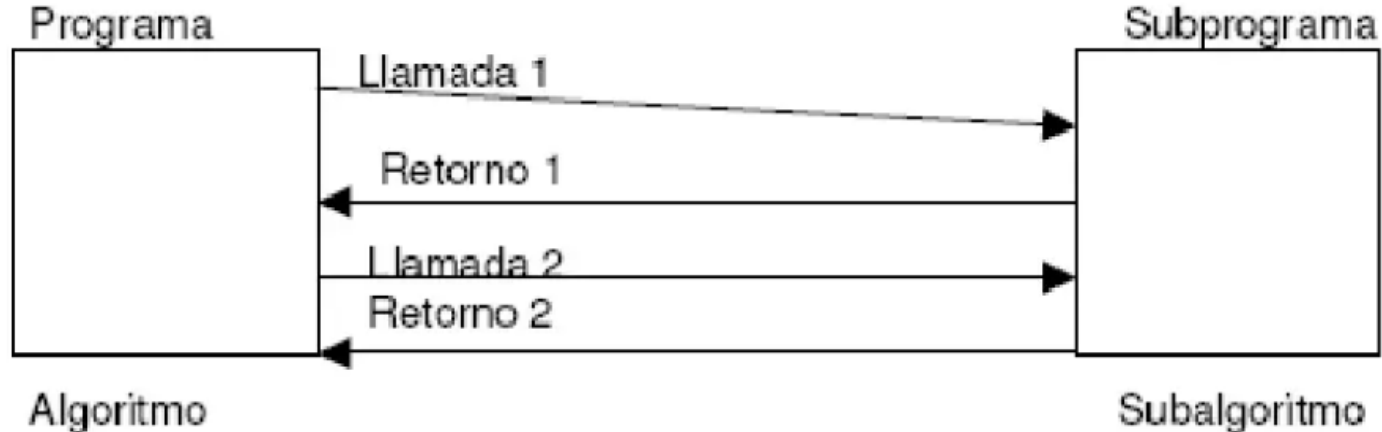 Programa
Subprograma
Llamada 1
Retorno 1
Llamada 2
Retorno 2
Algoritmo
Subalgoritmo